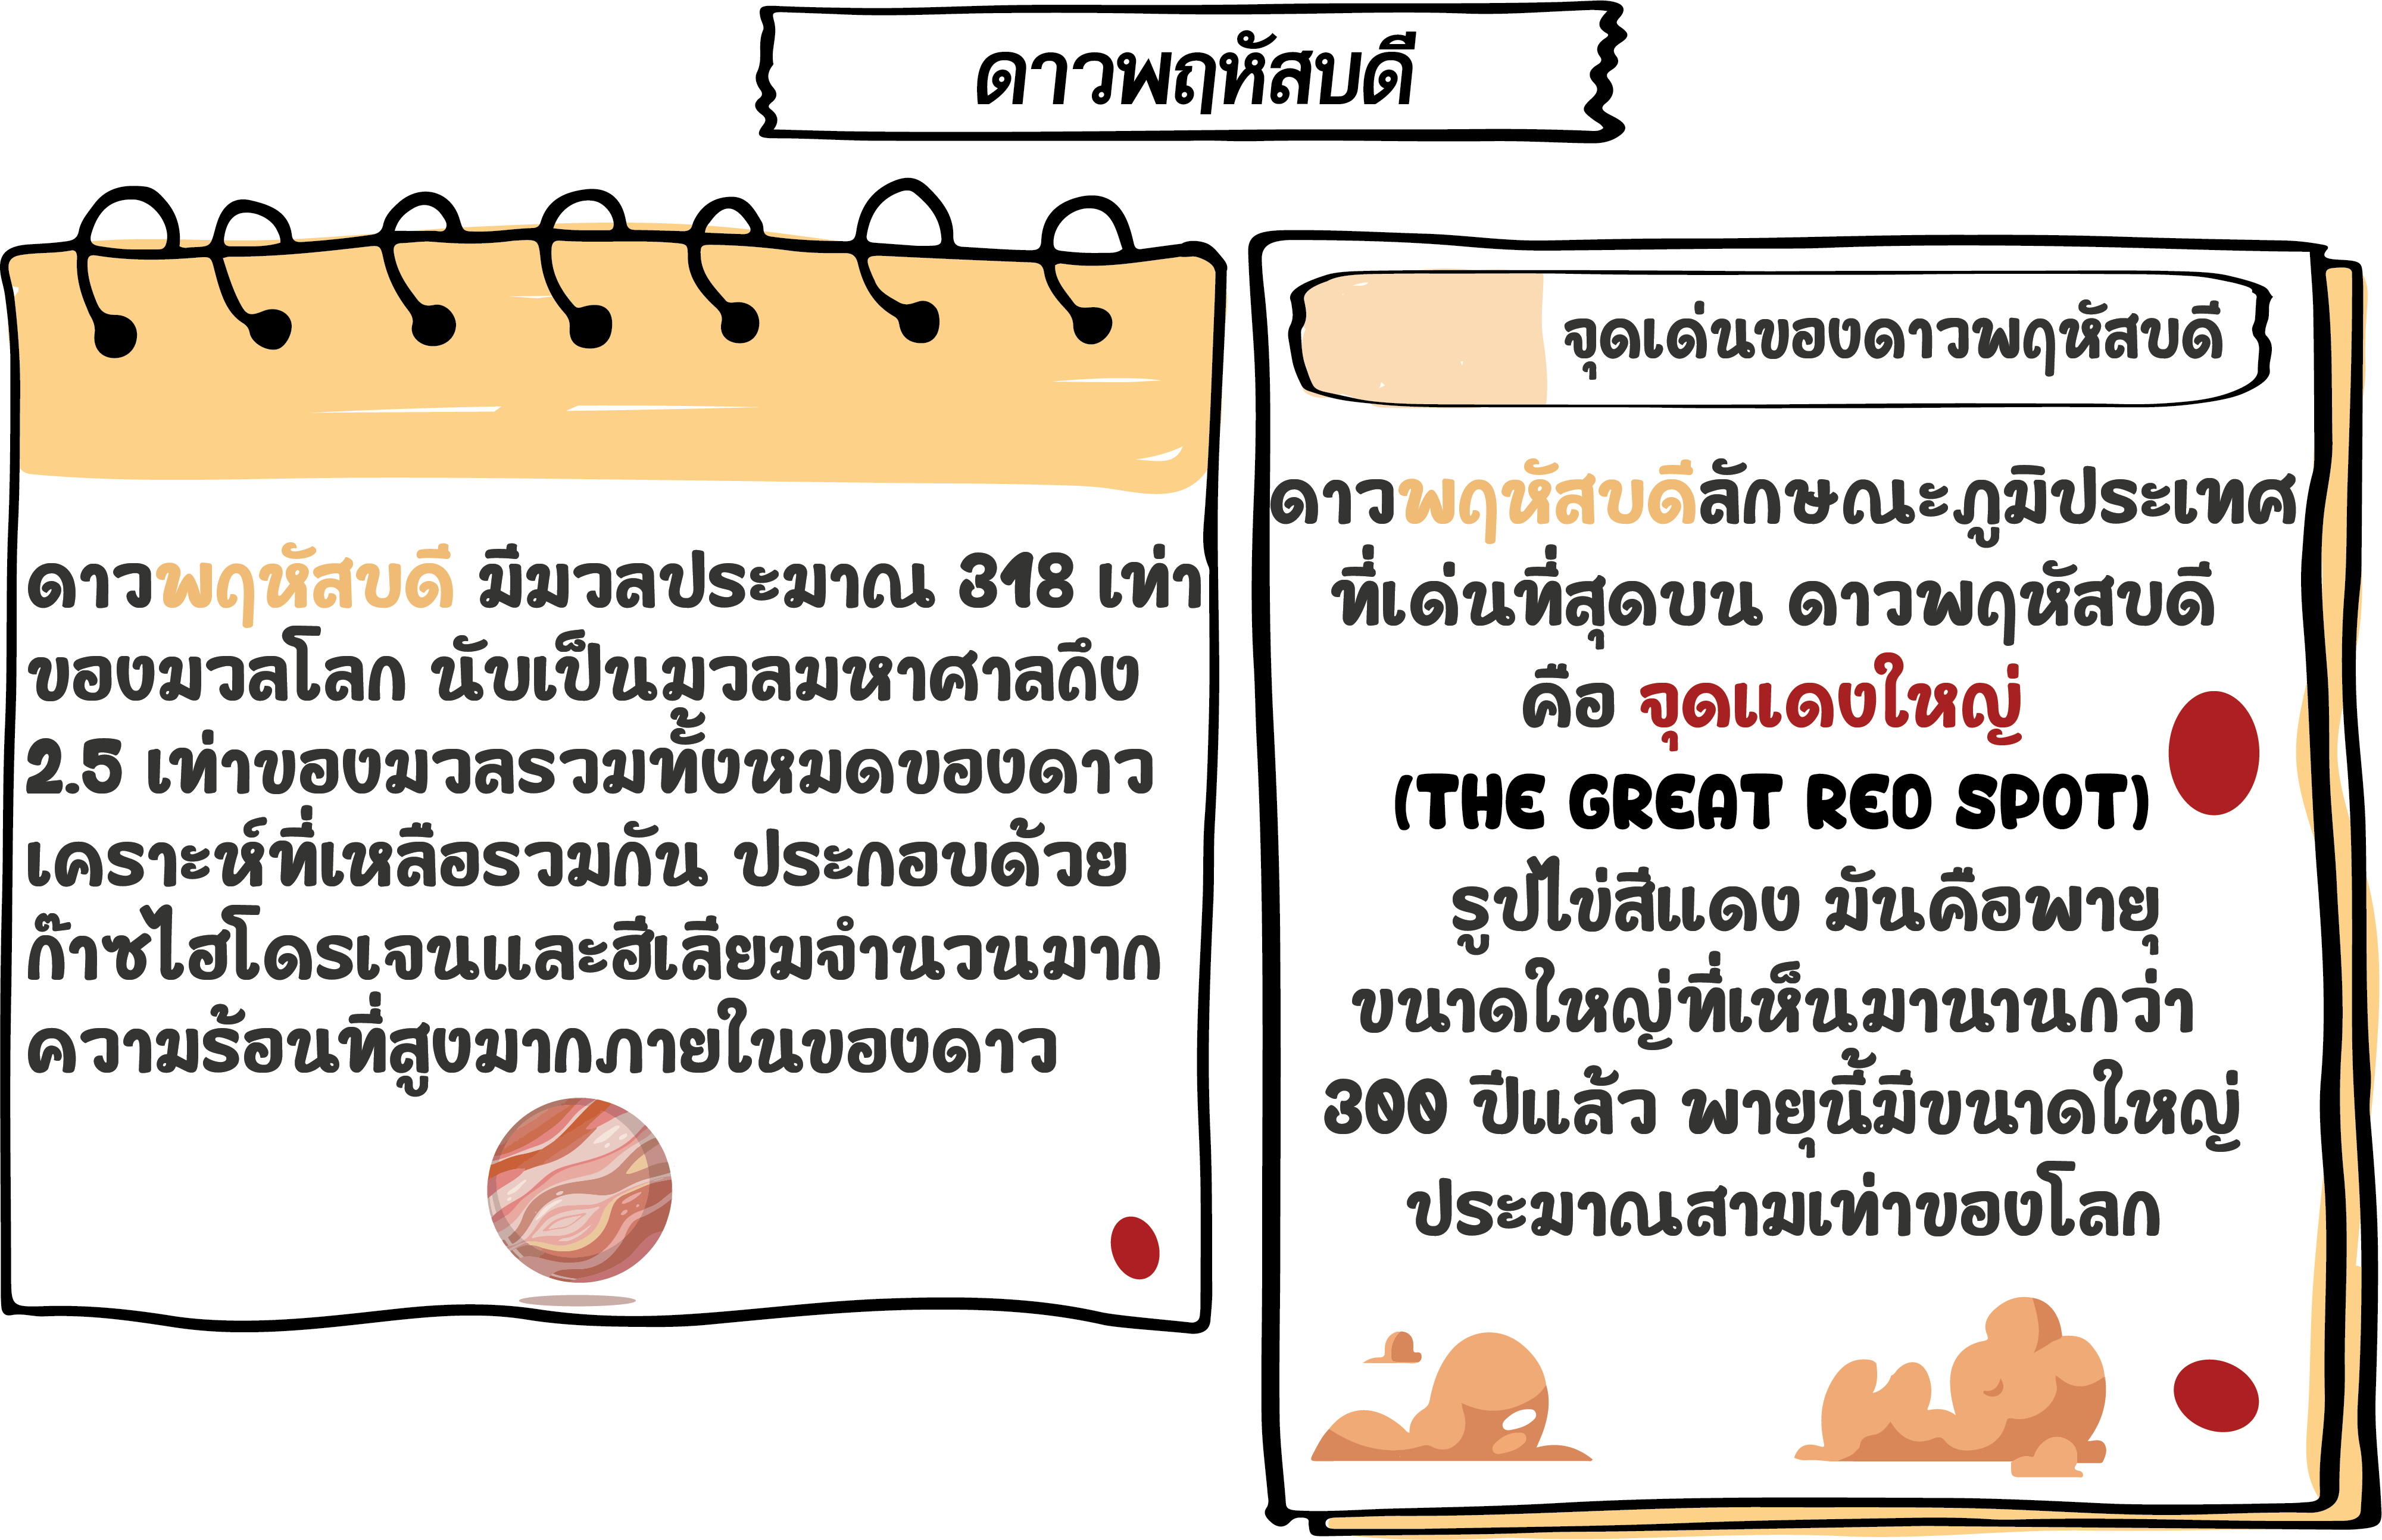 ดาวพฤหัสบดี
ดาวพฤหัสบดี มีมวลประมาณ 318 เท่า
ของมวลโลก นับเป็นมวลมหาศาลถึง
2.5 เท่าของมวลรวมทั้งหมดของดาว
เคราะห์ที่เหลือรวมกัน ประกอบด้วย
ก๊าซไฮโดรเจนและฮีเลียมจำนวนมาก
ความร้อนที่สูงมากภายในของดาว
จุดเด่นของดาวพฤหัสบดี
ดาวพฤหัสบดีลักษณะภูมิประเทศ
ที่เด่นที่สุดบน ดาวพฤหัสบดี
คือ จุดแดงใหญ่
(THE GREAT RED SPOT)
รูปไข่สีแดง มันคือพายุ
ขนาดใหญ่ที่เห็นมานานกว่า
300 ปีแล้ว พายุนี้มีขนาดใหญ่
ประมาณสามเท่าของโลก